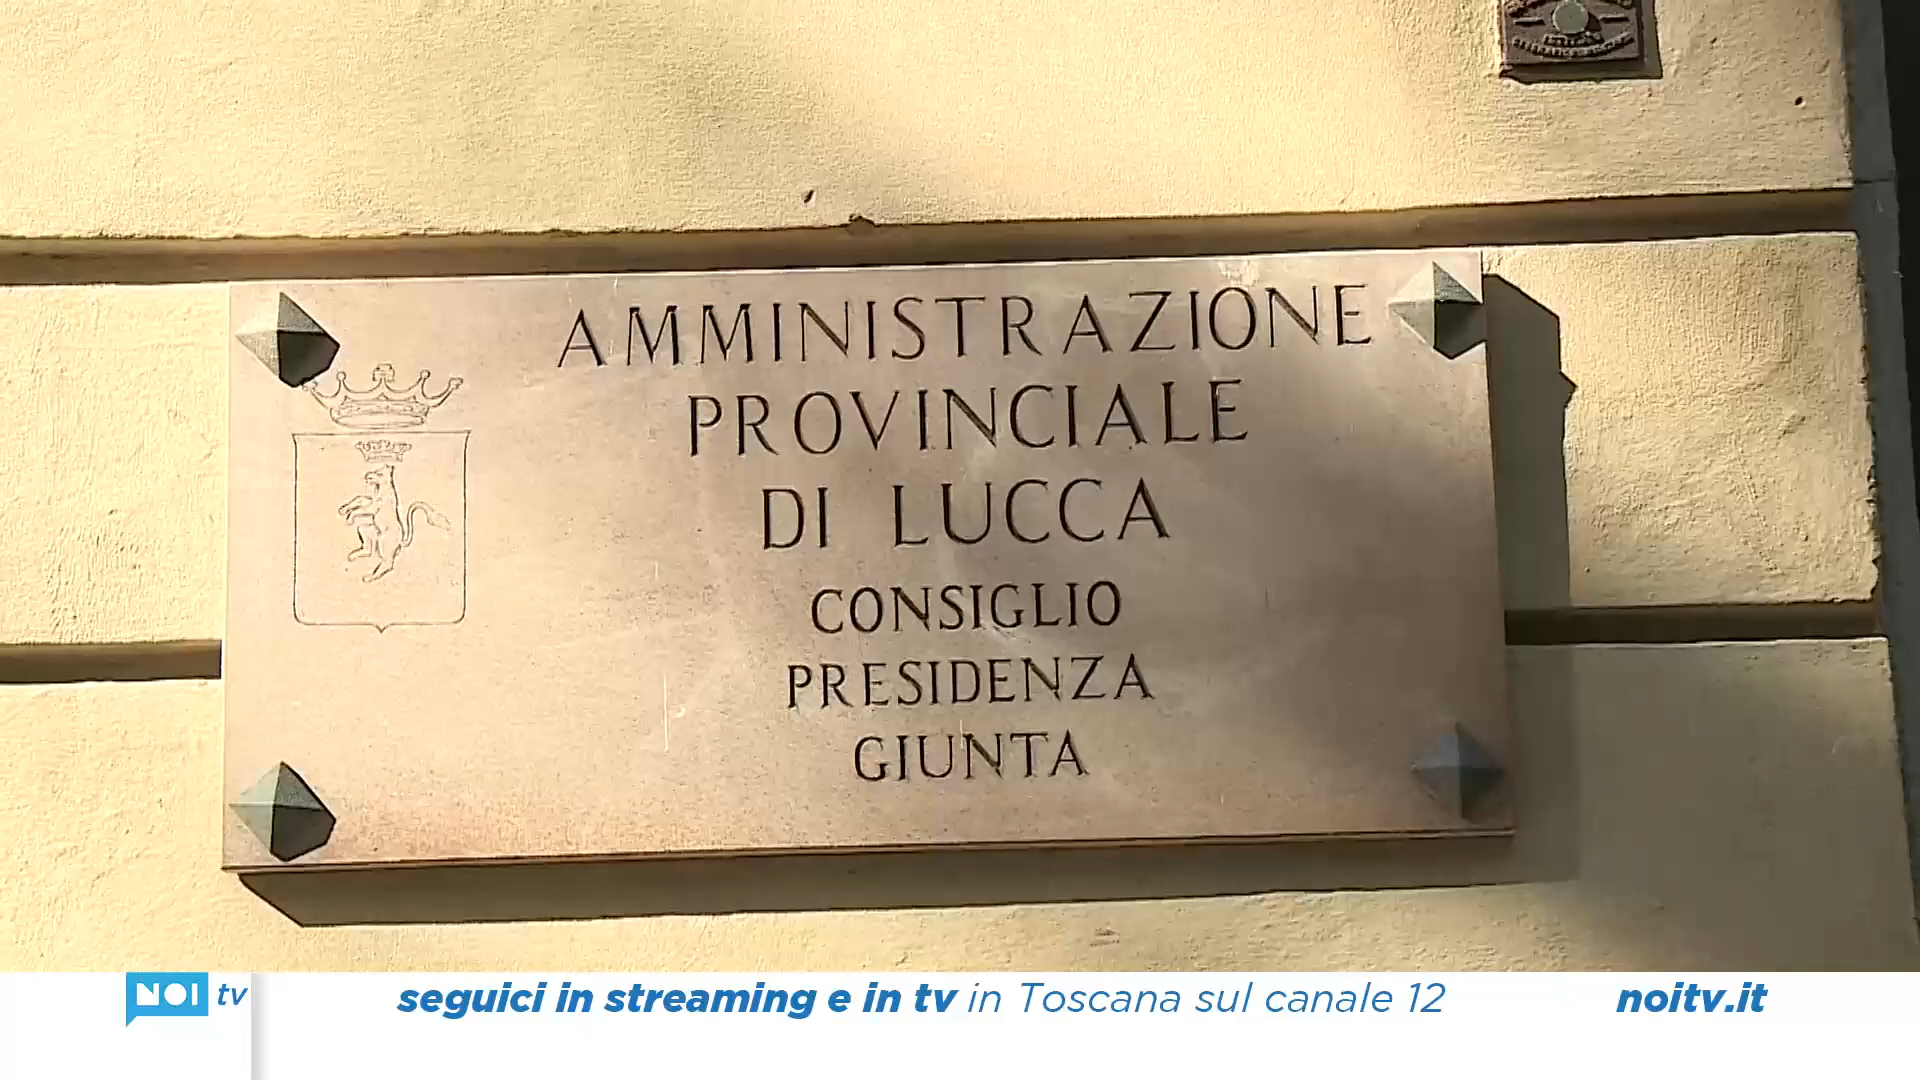 AMMINISTRAZIONE
PROVINCIALE
DI LUCCA
CONSIGLIO
PRESIDENZA
GIUNTA
NOI tv
seguici in streaming e in tv in Toscana sul canale 12
noitv.it